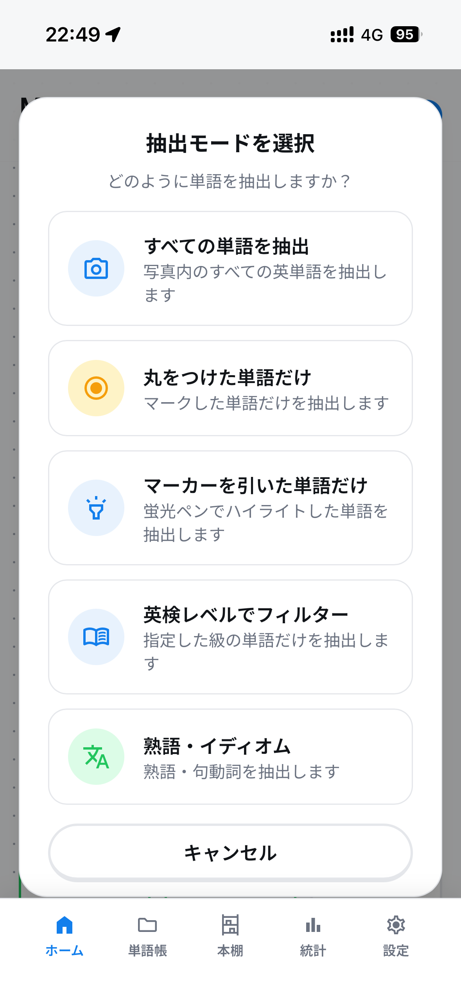 22:49
4G
95
抽出モードを選択
どのように単語を抽出しますか？
すべての単語を抽出
写真内のすべての英単語を抽出し
ます
丸をつけた単語だけ
マークした単語だけを抽出します
マーカーを引いた単語だけ
蛍光ペンでハイライトした単語を
抽出します
英検レベルでフィルター
指定した級の単語だけを抽出しま
す
熟語・イディオム
熟語・句動詞を抽出します
キャンセル
ホーム
単語帳
本棚
統計
設定